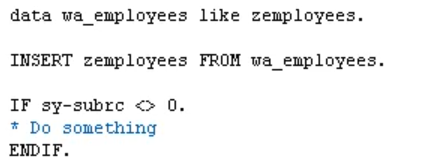 data wa_employees like zemployees.
INSERT zemployees FROM wa_employees.
IF sy-subrc <> 0.
* Do something
ENDIF.